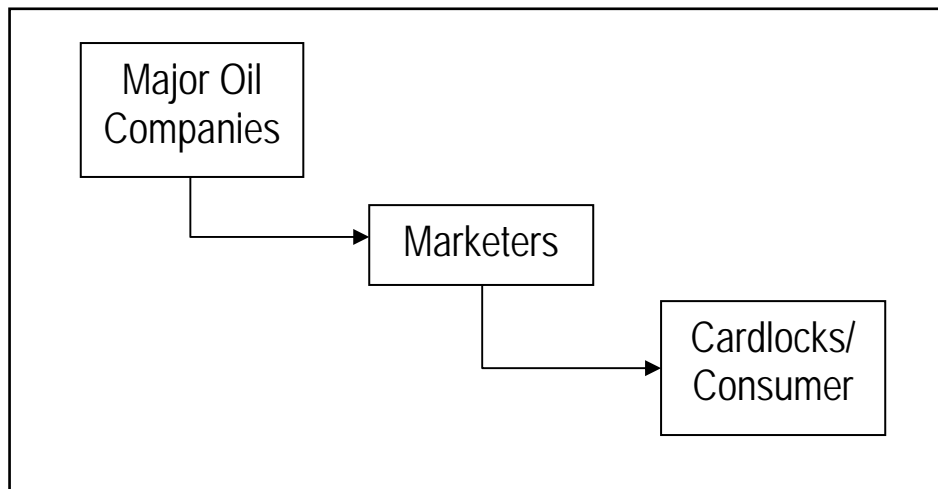 Major Oil
Companies
Marketers
Cardlocks/
Consumer